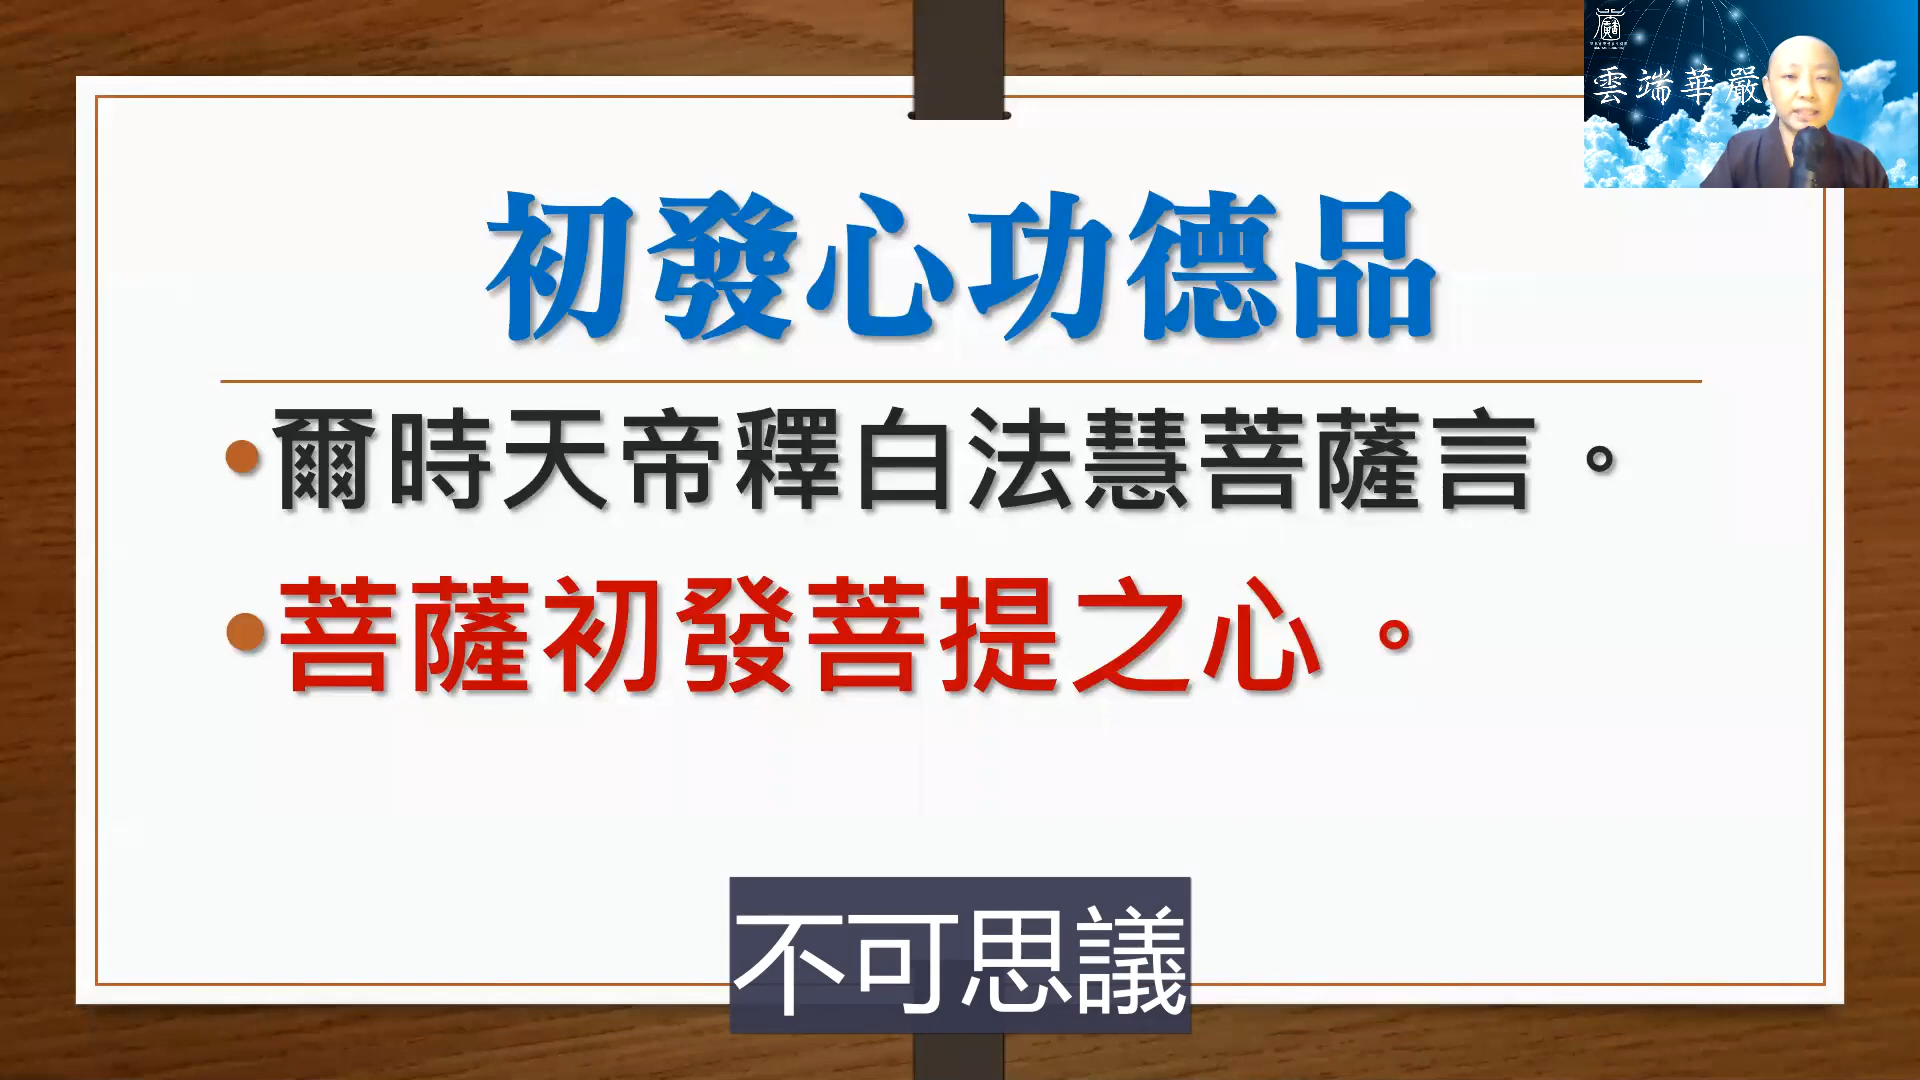 雲端華嚴
初發心功德品
•爾時天帝釋白法慧菩薩言。
•菩薩初發菩提之心。
不可思議